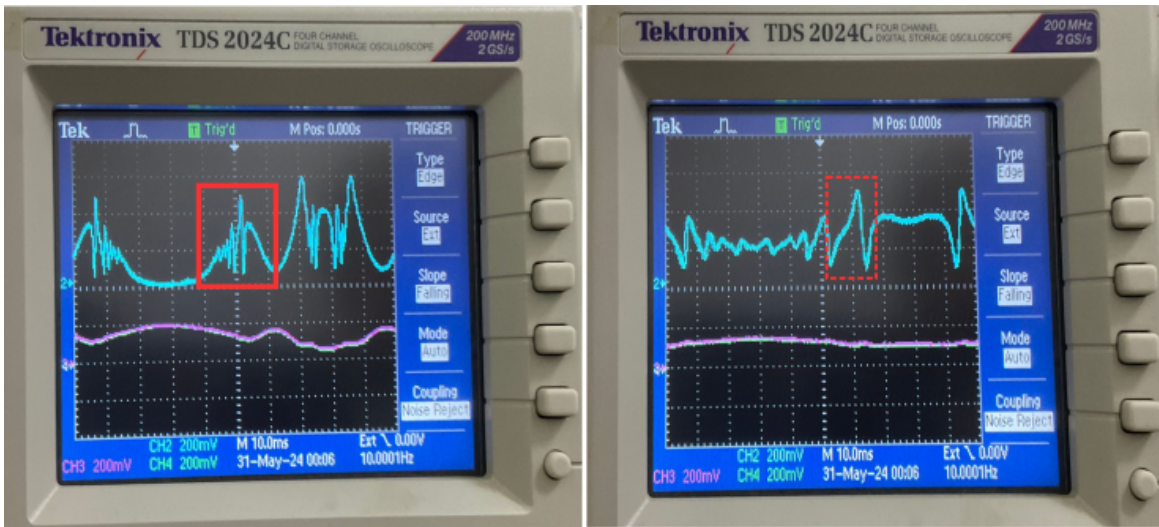 Tektronix TDS 2024C FOUR CHANNEL DIGITAL STORAGE OSCILLOSCOPE 200 MHz 2 GS/s
Tek T Trig'd M Pos: 0.000s TRIGGER
Type
Edge
Source
Ext
Slope
Falling
Mode
Auto
Coupling
Noise Reject
2
3
CH2 200mV M 10.0ms Ext 0.00V
CH3 200mV CH4 200mV 31-May-24 00:06 10.0001Hz
Tektronix TDS 2024C FOUR CHANNEL DIGITAL STORAGE OSCILLOSCOPE 200 MHz 2 GS/s
Tek T Trig'd M Pos: 0.000s TRIGGER
Type
Edge
Source
Ext
Slope
Falling
Mode
Auto
Coupling
Noise Reject
2
CH2 200mV M 10.0ms Ext 0.00V
CH3 200mV CH4 200mV 31-May-24 00:06 10.0001Hz